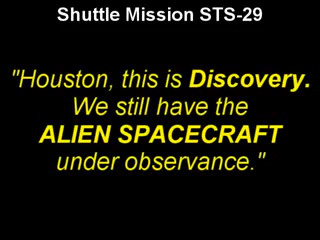 Shuttle Mission STS-29
"Houston, this is Discovery.
We still have the
ALIEN SPACECRAFT
under observance."